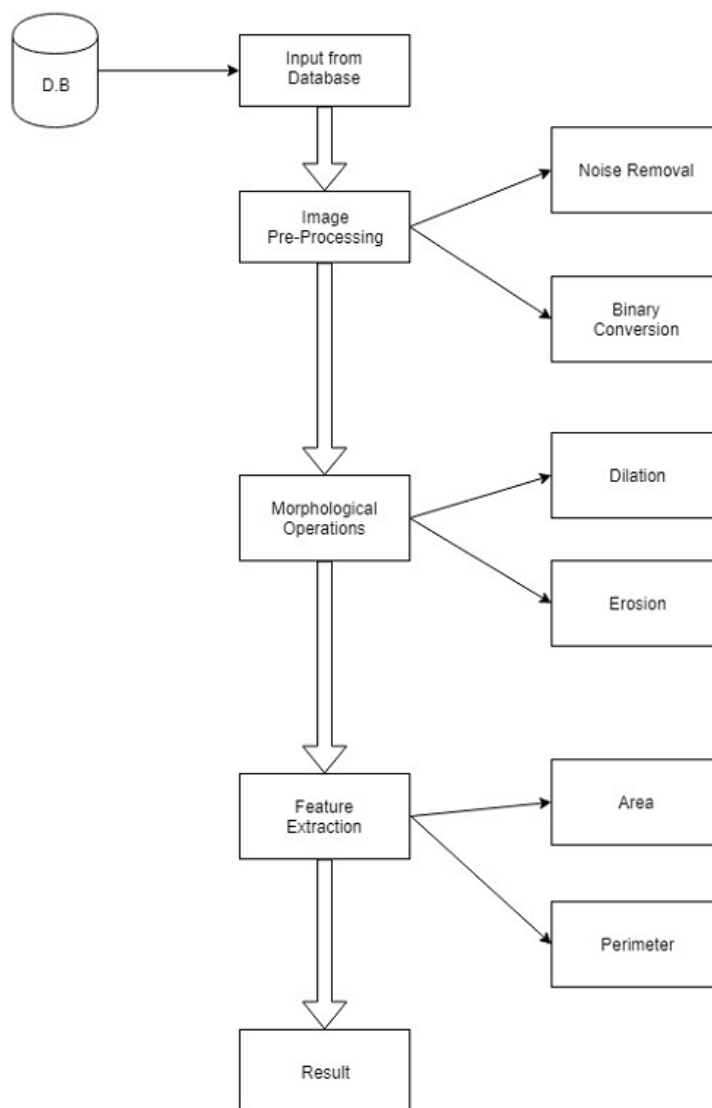 D.B
Input from
Database
Image
Pre-Processing
Noise Removal
Binary
Conversion
Morphological
Operations
Dilation
Erosion
Feature
Extraction
Area
Perimeter
Result